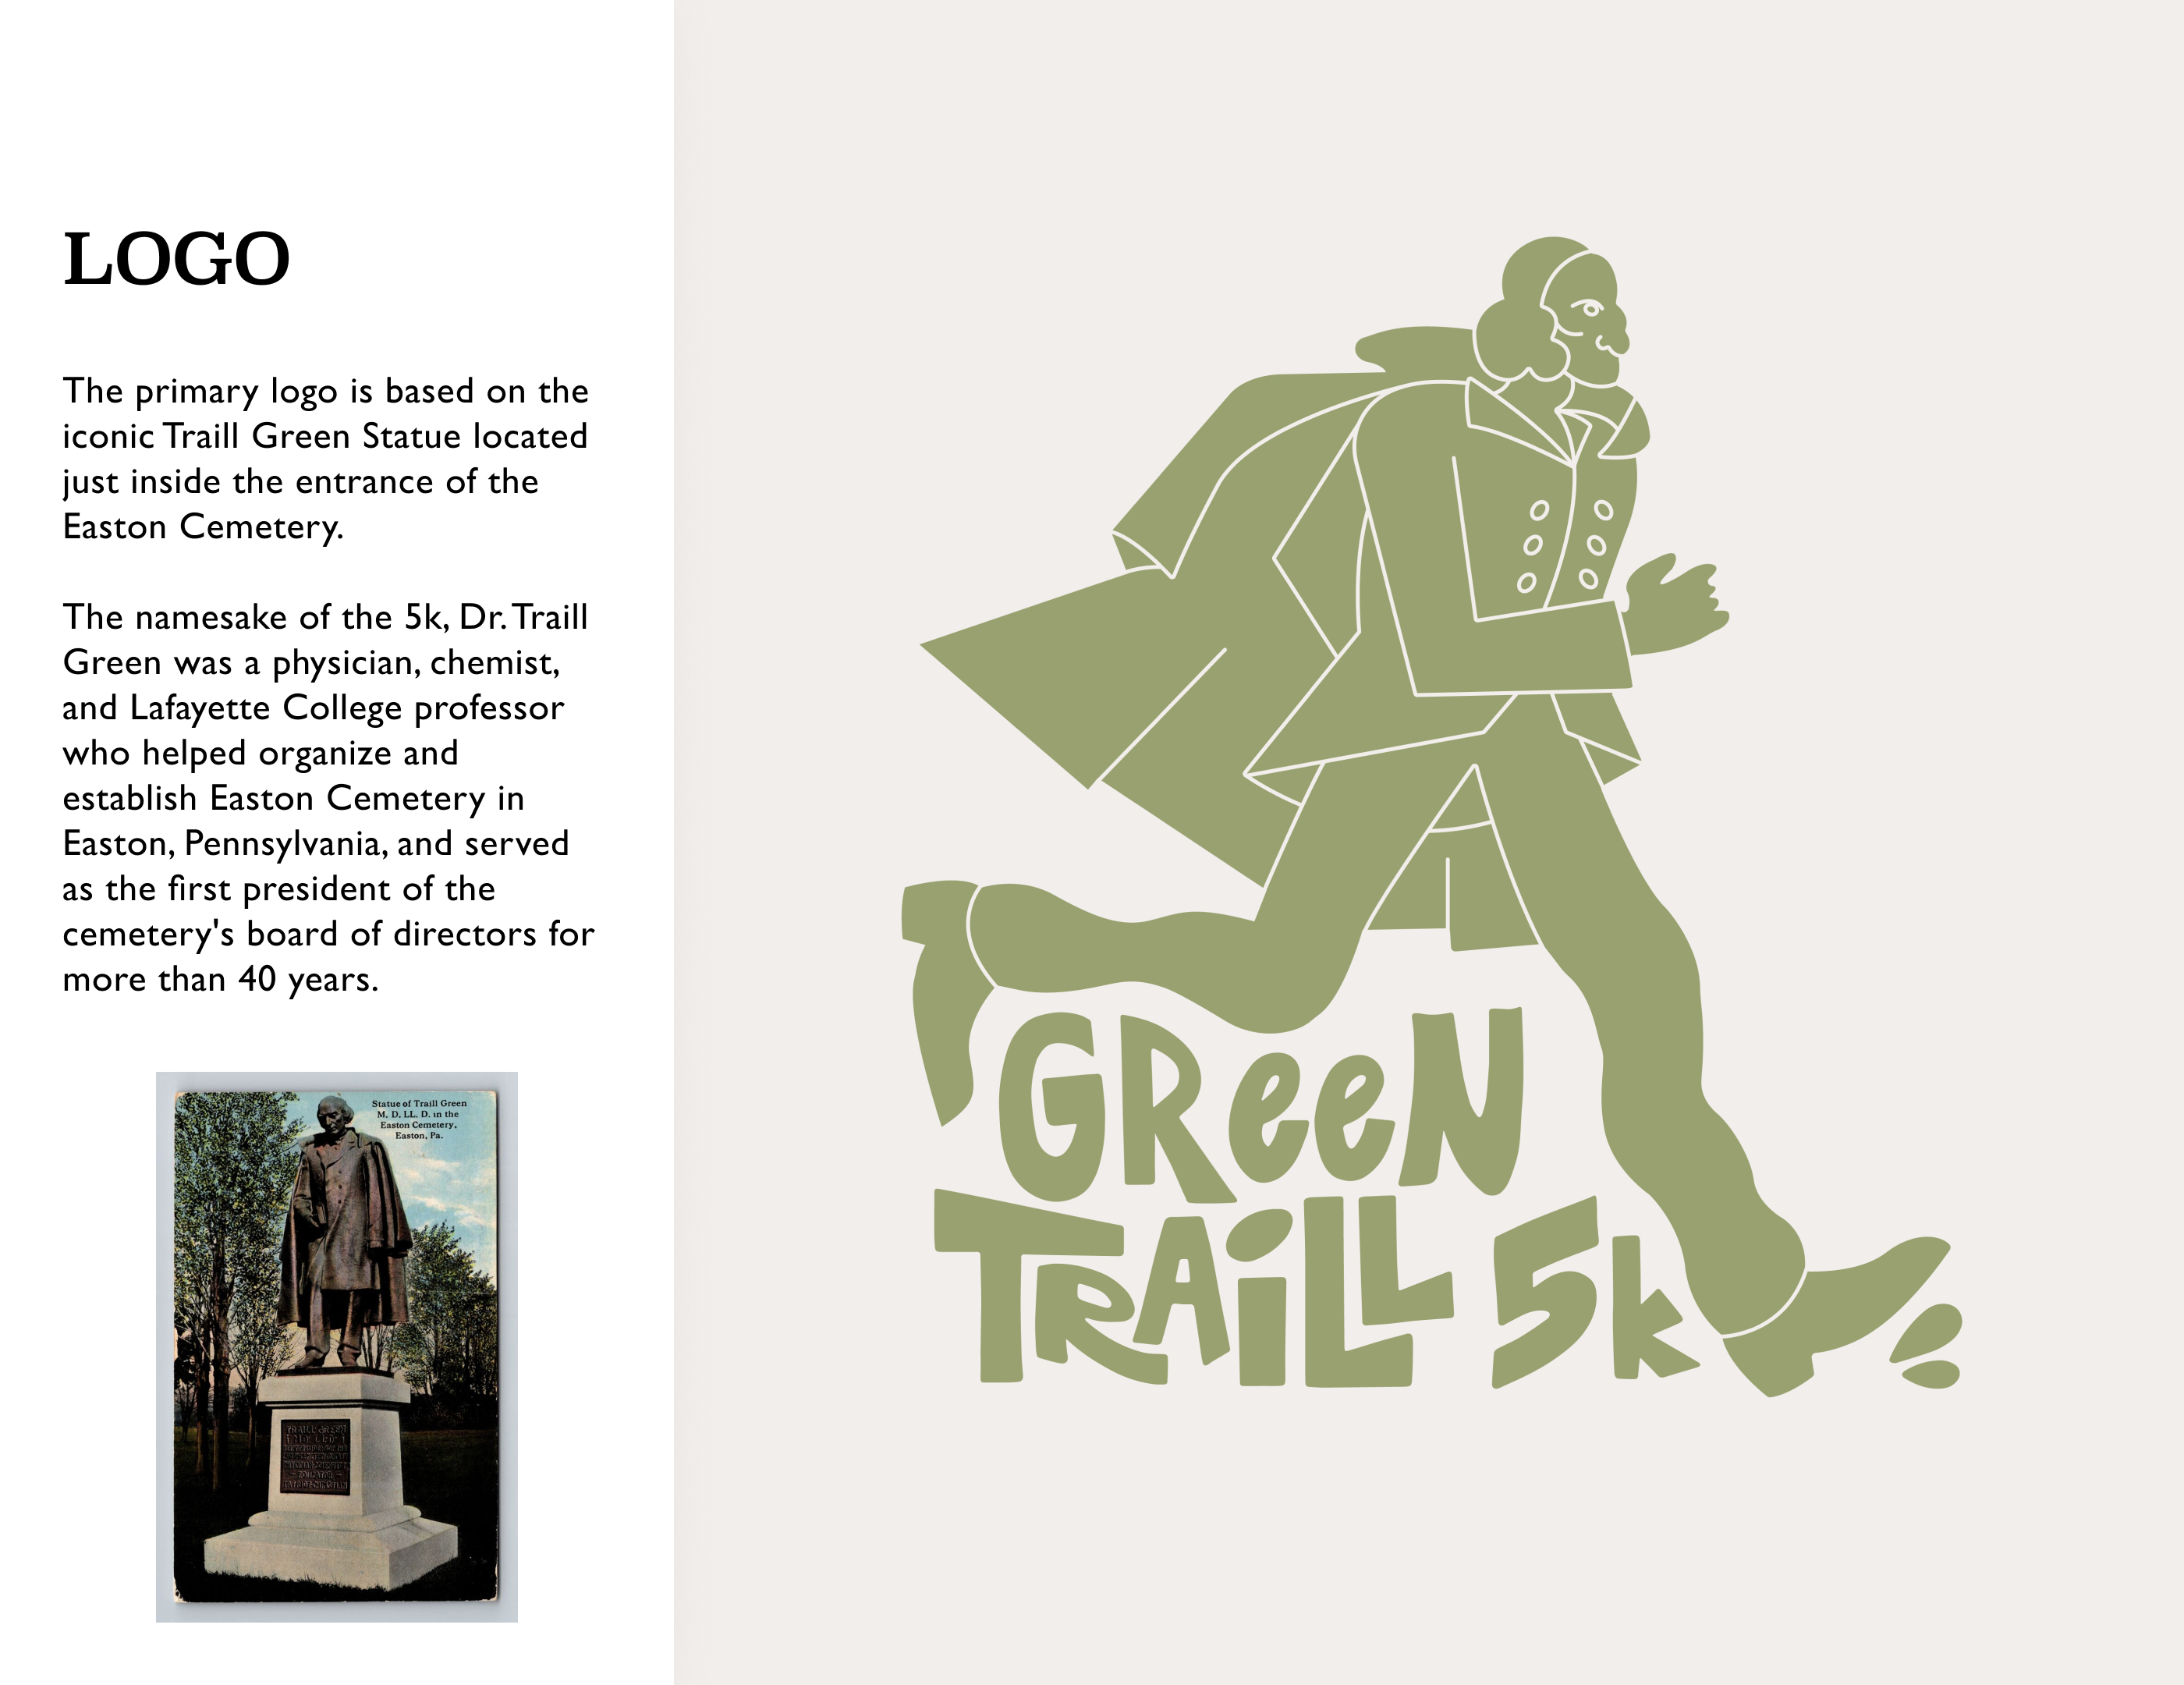 LOGO
The primary logo is based on the
iconic Traill Green Statue located
just inside the entrance of the
Easton Cemetery.
The namesake of the 5k, Dr. Traill
Green was a physician, chemist,
and Lafayette College professor
who helped organize and
establish Easton Cemetery in
Easton, Pennsylvania, and served
as the first president of the
cemetery's board of directors for
more than 40 years.
Statue of Traill Green
M. D. LL. D. in the
Easton Cemetery,
Easton, Pa.
TRAILL GREEN
GReeN
TRAiLL 5k